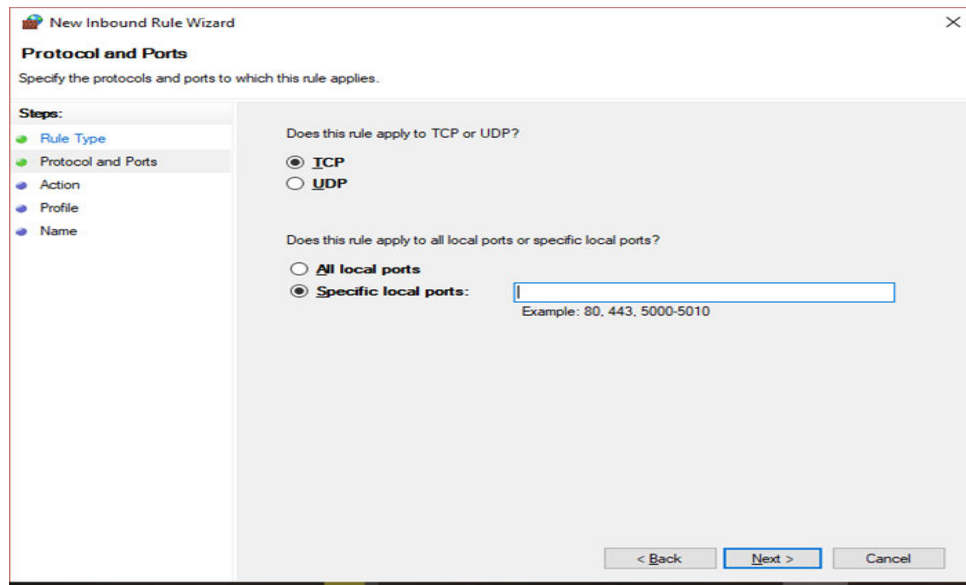 New Inbound Rule Wizard
Protocol and Ports
Specify the protocols and ports to which this rule applies.
Steps:
Rule Type
Protocol and Ports
Action
Profile
Name
Does this rule apply to TCP or UDP?
TCP
UDP
Does this rule apply to all local ports or specific local ports?
All local ports
Specific local ports:
Example: 80, 443, 5000-5010
< Back
Next >
Cancel